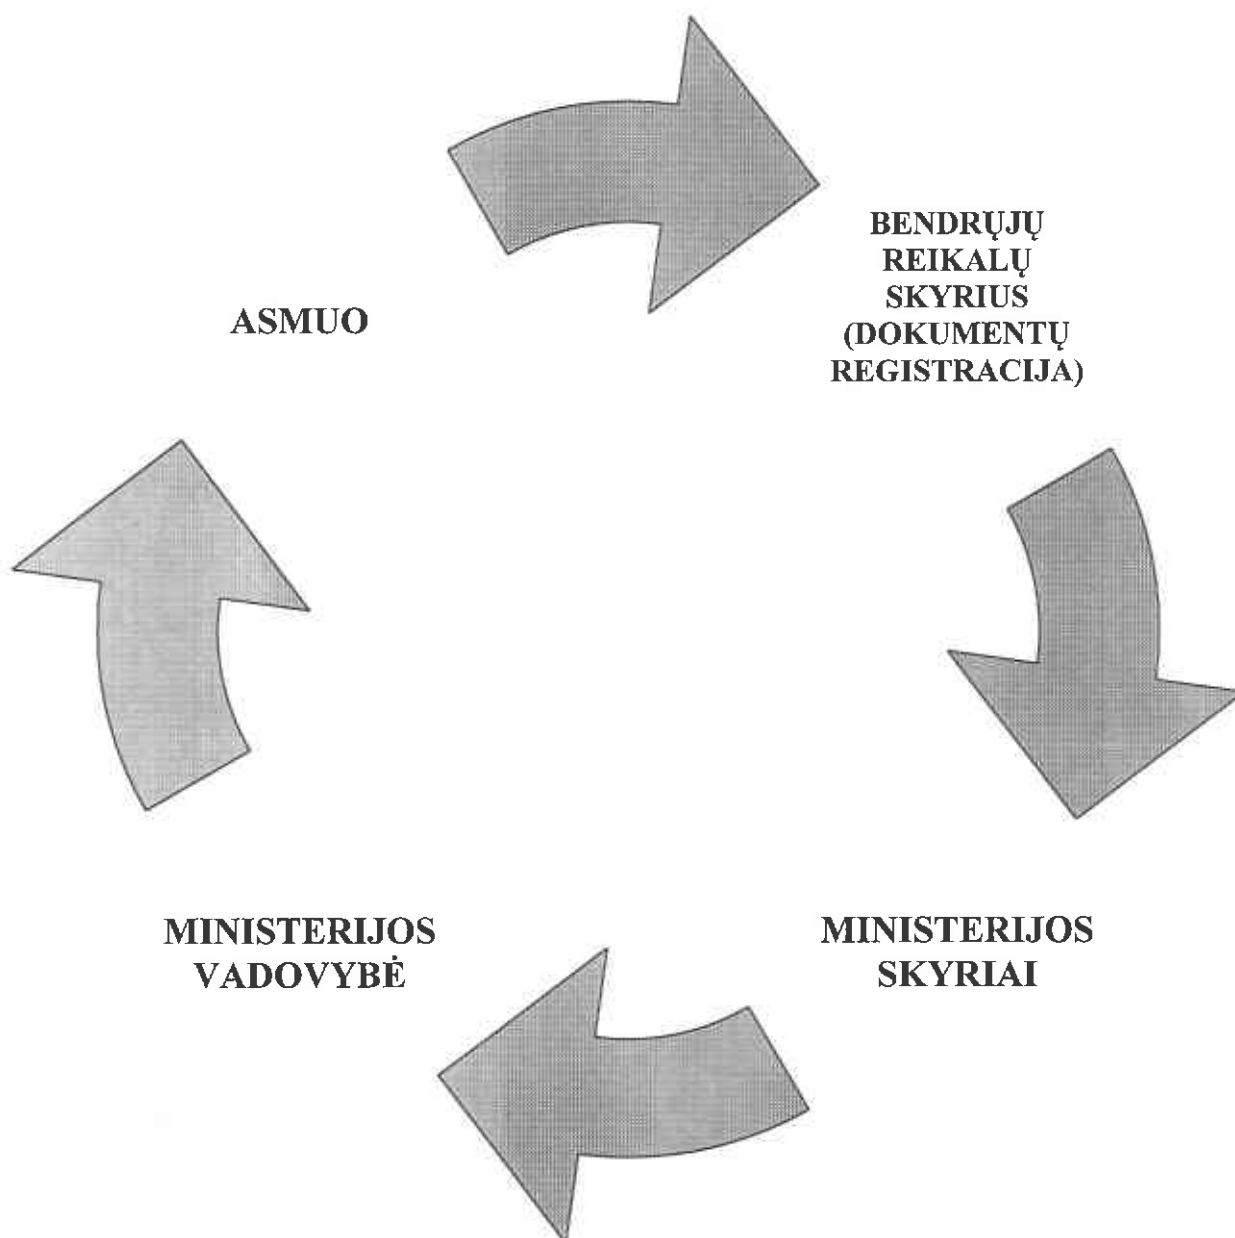 ASMUO
BENDRŲJŲ
REIKALŲ
SKYRIUS
(DOKUMENTŲ
REGISTRACIJA)
MINISTERIJOS
SKYRIAI
MINISTERIJOS
VADOVYBĖ